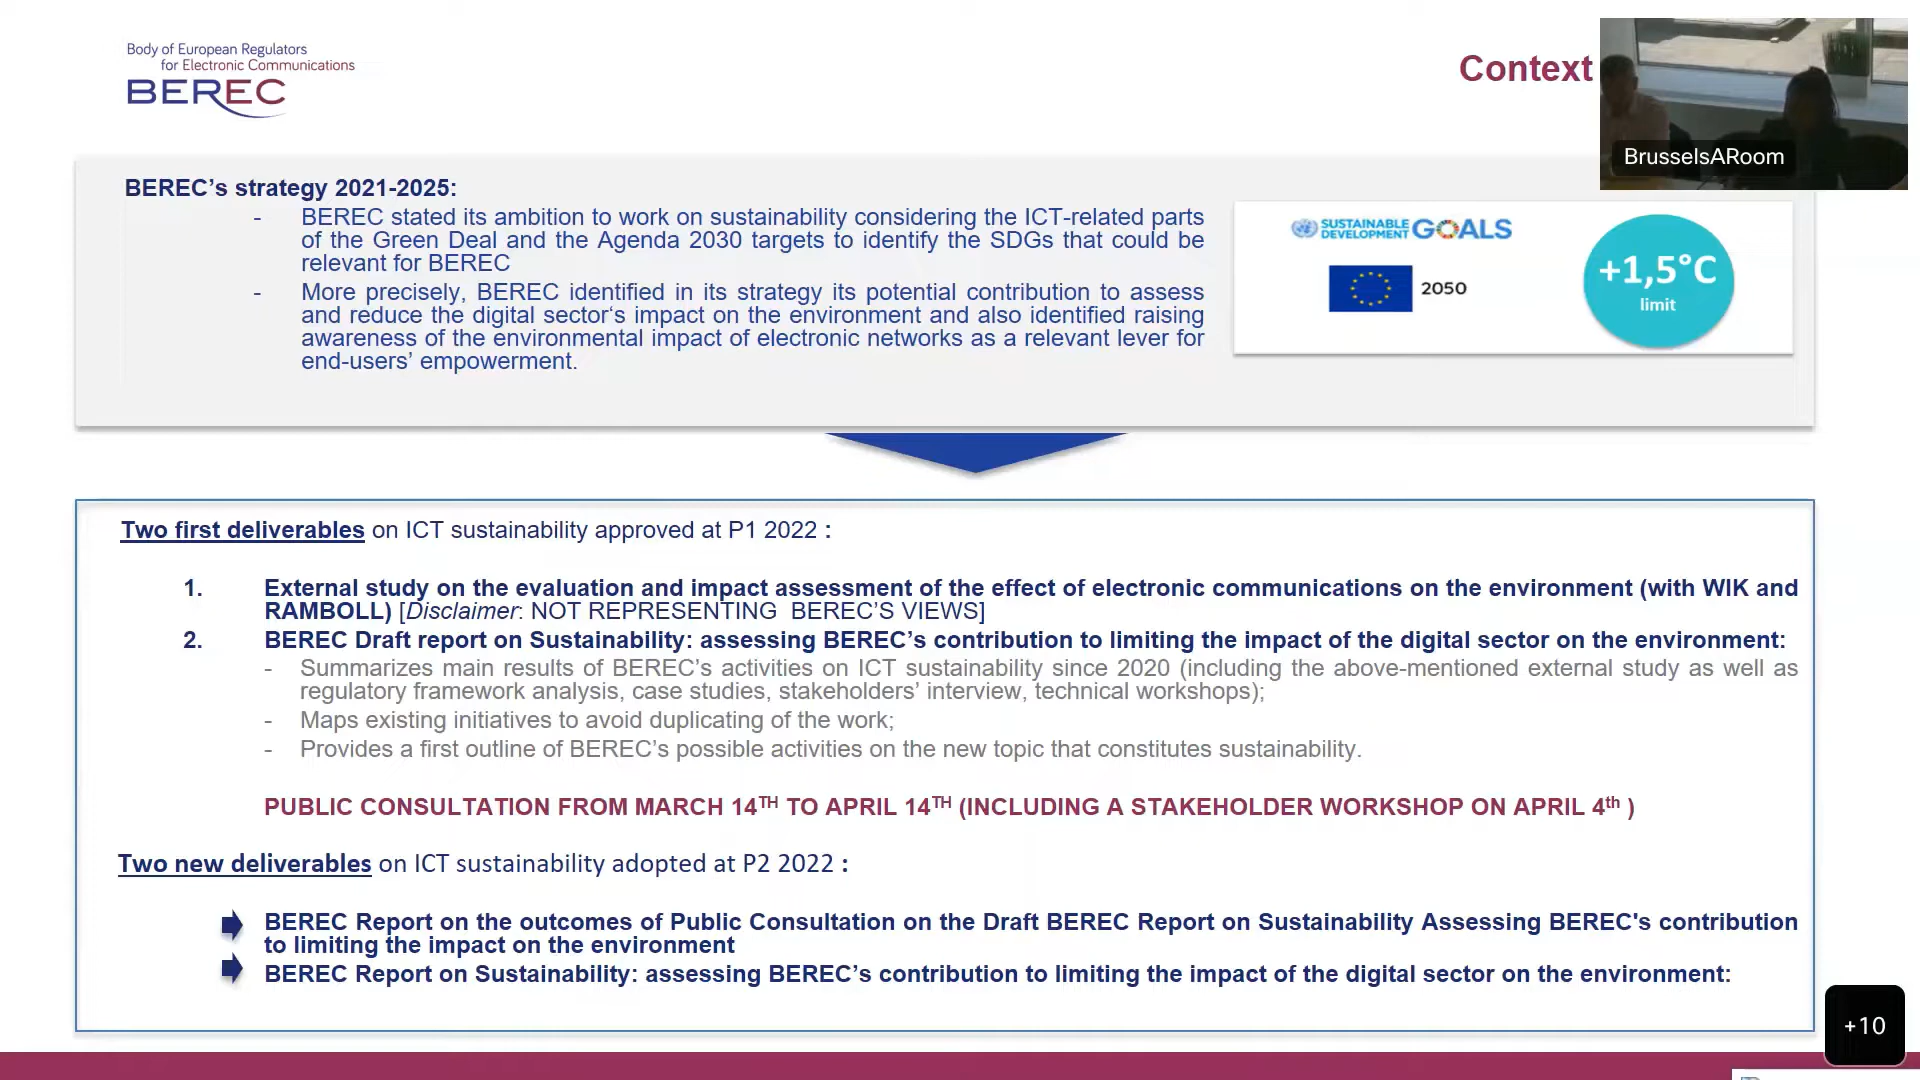 Body of European Regulators
for Electronic Communications
BEREC
Context
BrusselsARoom
BEREC’s strategy 2021-2025:
- BEREC stated its ambition to work on sustainability considering the ICT-related parts
of the Green Deal and the Agenda 2030 targets to identify the SDGs that could be
relevant for BEREC
- More precisely, BEREC identified in its strategy its potential contribution to assess
and reduce the digital sector‘s impact on the environment and also identified raising
awareness of the environmental impact of electronic networks as a relevant lever for
end-users’ empowerment.
SUSTAINABLE
DEVELOPMENT GOALS
2050
+1,5°C
limit
Two first deliverables on ICT sustainability approved at P1 2022 :
1. External study on the evaluation and impact assessment of the effect of electronic communications on the environment (with WIK and
RAMBOLL) [Disclaimer: NOT REPRESENTING BEREC’S VIEWS]
2. BEREC Draft report on Sustainability: assessing BEREC’s contribution to limiting the impact of the digital sector on the environment:
- Summarizes main results of BEREC’s activities on ICT sustainability since 2020 (including the above-mentioned external study as well as
regulatory framework analysis, case studies, stakeholders’ interview, technical workshops);
- Maps existing initiatives to avoid duplicating of the work;
- Provides a first outline of BEREC’s possible activities on the new topic that constitutes sustainability.
PUBLIC CONSULTATION FROM MARCH 14TH TO APRIL 14TH (INCLUDING A STAKEHOLDER WORKSHOP ON APRIL 4th )
Two new deliverables on ICT sustainability adopted at P2 2022 :
BEREC Report on the outcomes of Public Consultation on the Draft BEREC Report on Sustainability Assessing BEREC's contribution
to limiting the impact on the environment
BEREC Report on Sustainability: assessing BEREC’s contribution to limiting the impact of the digital sector on the environment:
+10